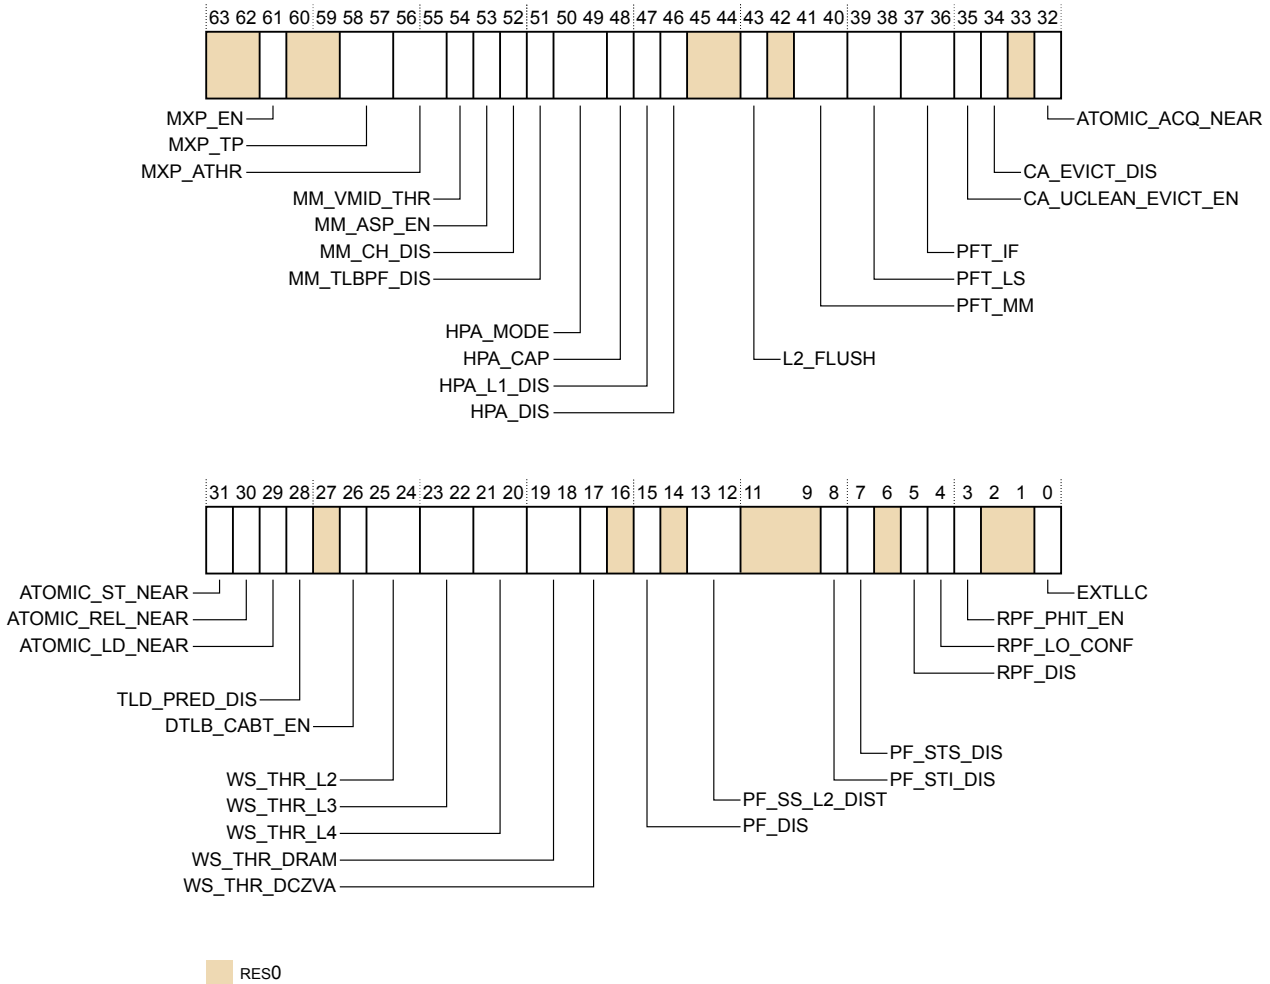 63 62 61 60 59 58 57 56 55 54 53 52 51 50 49 48 47 46 45 44 43 42 41 40 39 38 37 36 35 34 33 32
MXP_EN
ATOMIC_ACQ_NEAR
MXP_TP
MXP_ATHR
CA_EVICT_DIS
MM_VMID_THR
CA_UCLEAN_EVICT_EN
MM_ASP_EN
MM_CH_DIS
PFT_IF
MM_TLBPF_DIS
PFT_LS
PFT_MM
HPA_MODE
HPA_CAP
L2_FLUSH
HPA_L1_DIS
HPA_DIS
31 30 29 28 27 26 25 24 23 22 21 20 19 18 17 16 15 14 13 12 11 9 8 7 6 5 4 3 2 1 0
ATOMIC_ST_NEAR
EXTLLC
ATOMIC_REL_NEAR
RPF_PHIT_EN
ATOMIC_LD_NEAR
RPF_LO_CONF
RPF_DIS
TLD_PRED_DIS
DTLB_CABT_EN
PF_STS_DIS
WS_THR_L2
PF_STI_DIS
PF_SS_L2_DIST
WS_THR_L3
PF_DIS
WS_THR_L4
WS_THR_DRAM
WS_THR_DCZVA
RES0